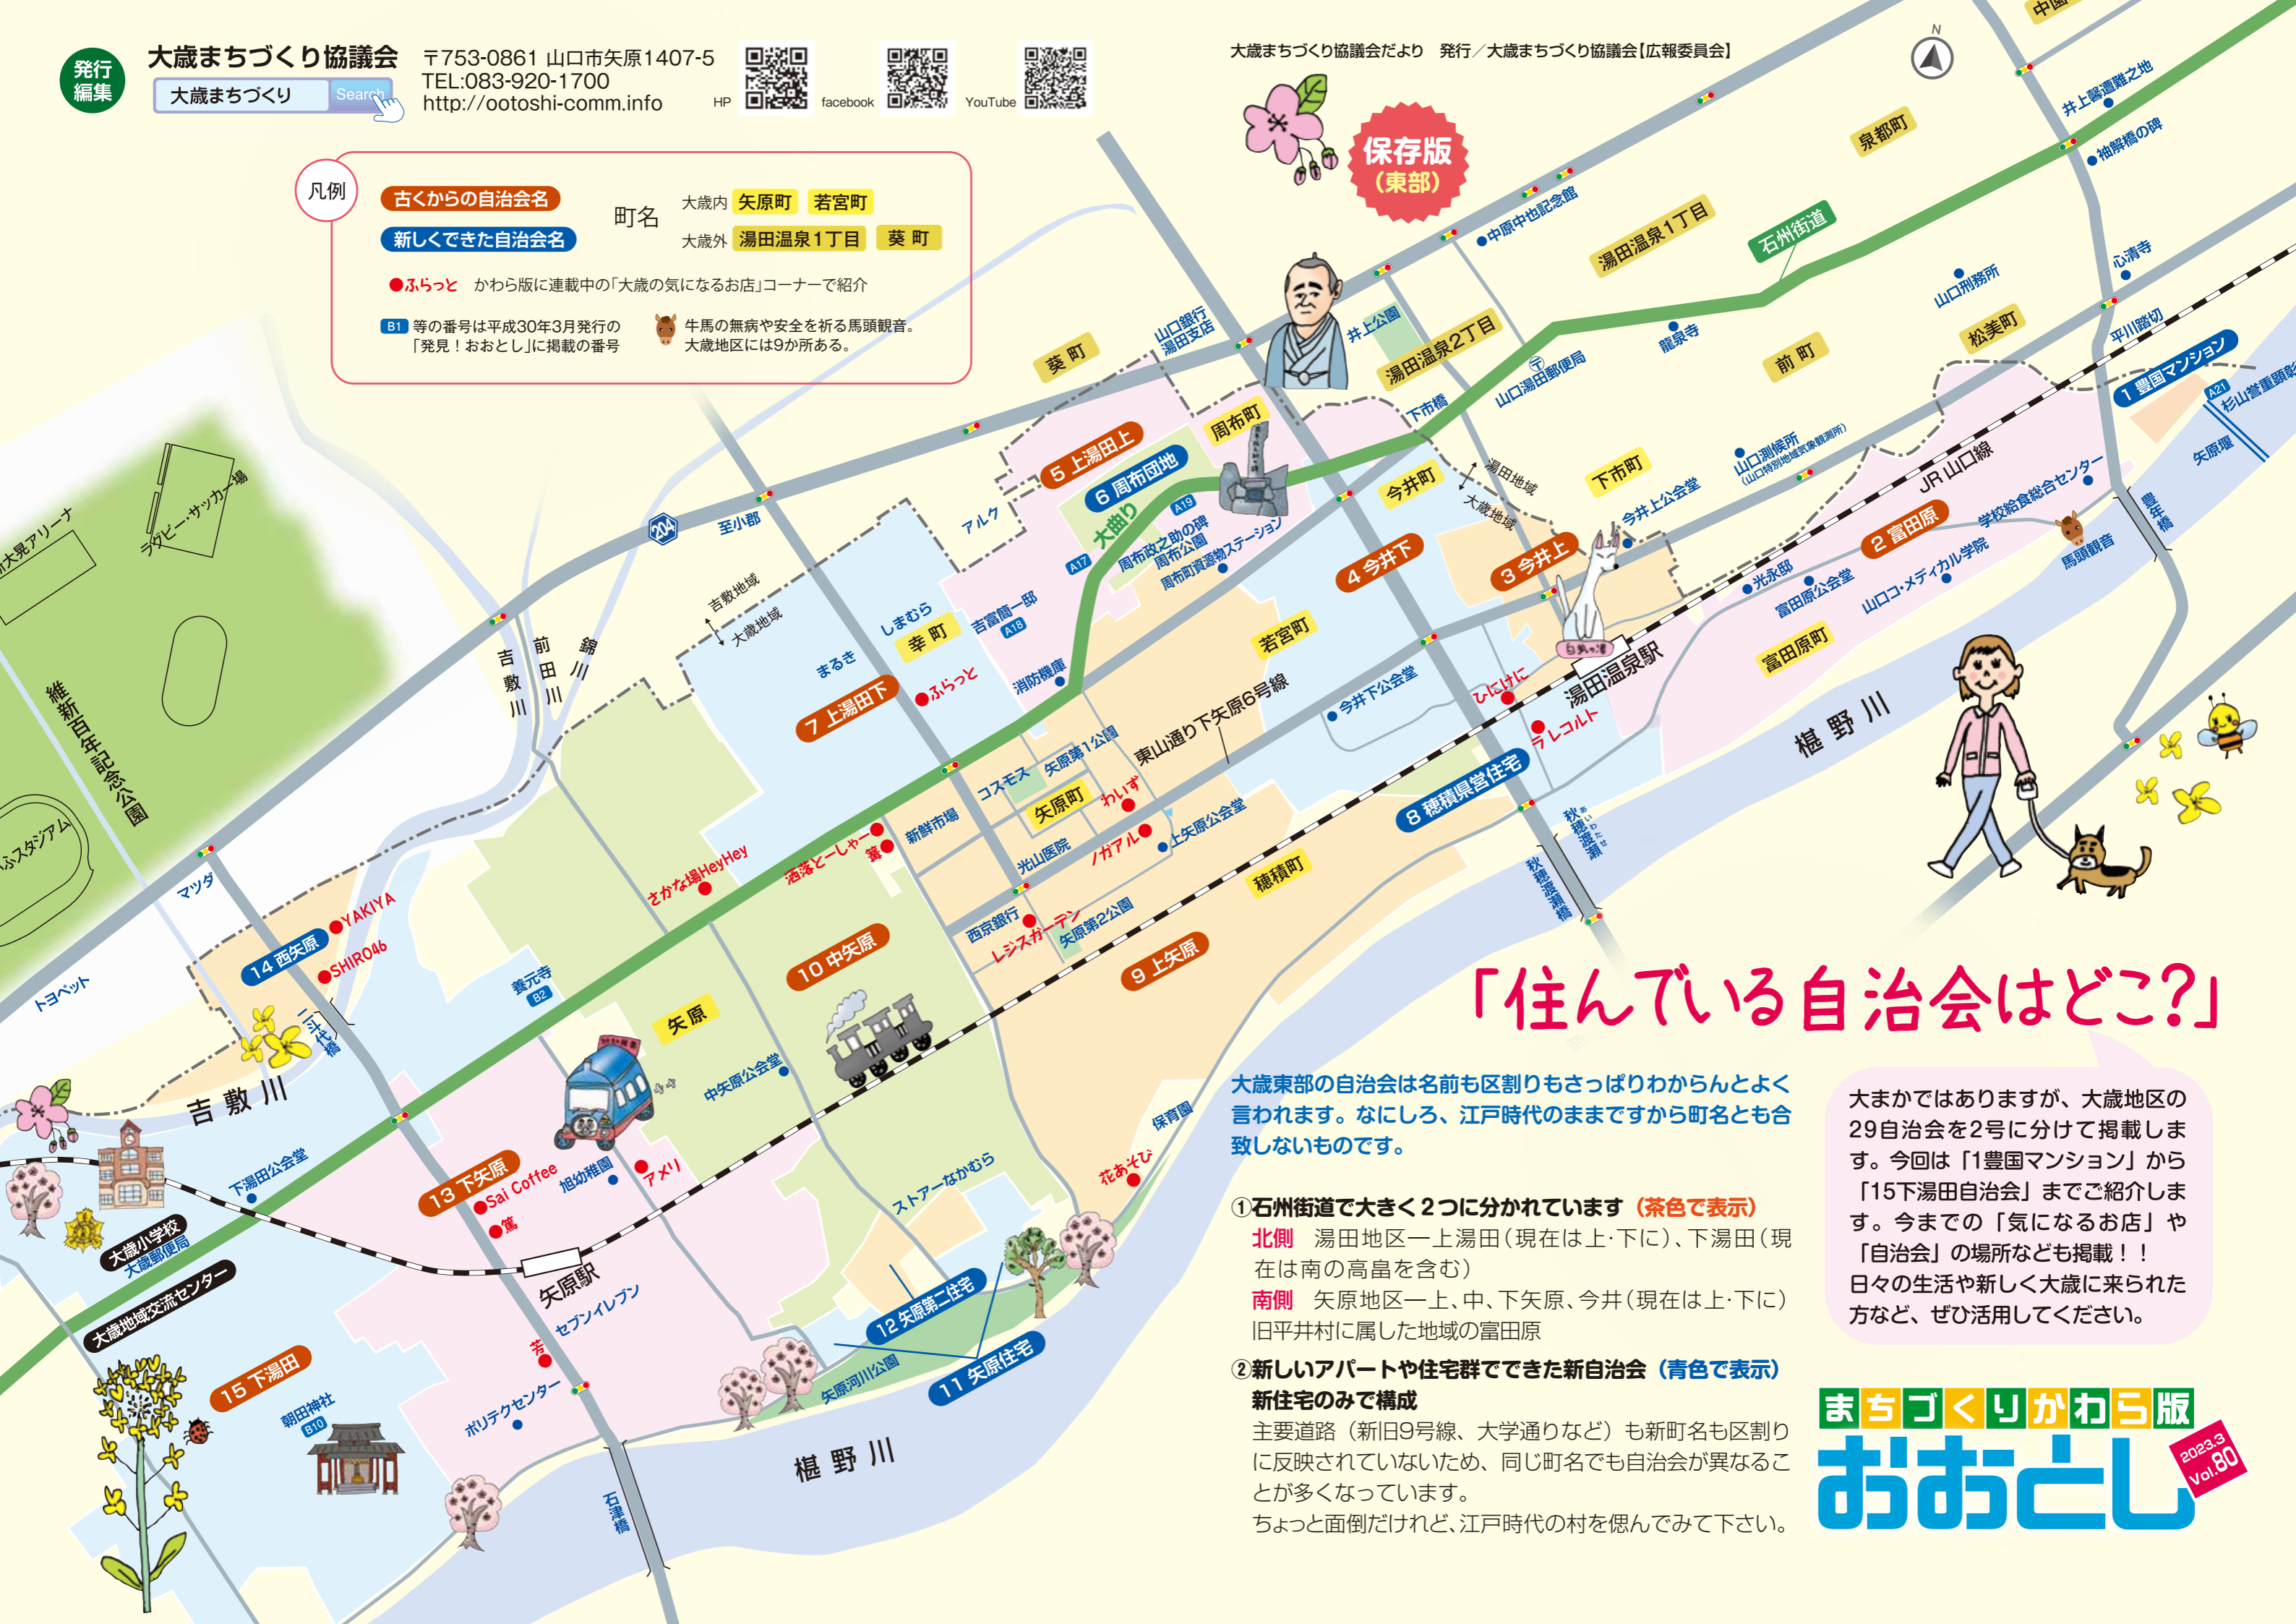 発行
編集
大歳まちづくり協議会
大歳まちづくり
Search
〒753-0861 山口市矢原1407-5
TEL:083-920-1700
http://ootoshi-comm.info
HP
facebook
YouTube
大歳まちづくり協議会だより　発行／大歳まちづくり協議会【広報委員会】
保存版
（東部）
N
凡例
古くからの自治会名
新しくできた自治会名
町名
大歳内 矢原町 若宮町
大歳外 湯田温泉1丁目 葵町
●ふらっと　かわら版に連載中の「大歳の気になるお店」コーナーで紹介
B1 等の番号は平成30年3月発行の
「発見！おおとし」に掲載の番号
牛馬の無病や安全を祈る馬頭観音。
大歳地区には9か所ある。
井上馨遭難之地
袖解橋の碑
泉都町
中原中也記念館
湯田温泉1丁目
石州街道
山口刑務所
心清寺
平川踏切
松美町
龍泉寺
前町
1 豊国マンション
A21
矢原堰
井上公園
湯田温泉2丁目
山口湯田郵便局
下市橋
山口銀行
湯田支店
葵町
周布町
5 上湯田上
6 周布団地
大曲り
A19
周布政之助の碑
周布公園
周布町資源物ステーション
A17
今井町
湯田地域
大歳地域
下市町
山口測候所
（山口特別地域気象観測所）
今井上公会堂
JR山口線
2 富田原
学校給食総合センター
馬頭観音
豊年橋
4 今井下
3 今井上
白狐の湯
湯田温泉駅
光永邸
富田原公会堂
山口コ・メディカル学院
富田原町
椹野川
204
至小郡
アルク
吉敷地域
大歳地域
しまむら
幸町
吉富簡一邸
A18
まるき
消防機庫
7 上湯田下
ふらっと
若宮町
今井下公会堂
ひにけに
ラ レコルト
東山通り下矢原6号線
8 穂積県営住宅
秋穂渡瀬
あいわたせ
秋穂渡瀬橋
コスモス
矢原第1公園
矢原町
わいず
ノガアル
上矢原公会堂
新鮮市場
光山医院
西京銀行
レジスガーデン
矢原第2公園
穂積町
9 上矢原
洒落とーしゃー
篝
さかな場HeyHey
10 中矢原
矢原
中矢原公会堂
吉敷川
前田川
錦川
ラグビー・サッカー場
維新百年記念公園
マツダ
トヨペット
YAKIYA
14 西矢原
SHIRO46
二斗代橋
養元寺
B2
吉敷川
下湯田公会堂
大歳小学校
大歳郵便局
大歳地域交流センター
15 下湯田
朝田神社
B10
13 下矢原
Sai Coffee
篤
旭幼稚園
アメリ
矢原駅
セブンイレブン
芳
ポリテクセンター
石津橋
椹野川
ストアーなかむら
保育園
花あそび
12 矢原第二住宅
11 矢原住宅
矢原河川公園
「住んでいる自治会はどこ？」
大歳東部の自治会は名前も区割りもさっぱりわからんとよく
言われます。なにしろ、江戸時代のままですから町名とも合
致しないものです。
①石州街道で大きく２つに分かれています（茶色で表示）
北側　湯田地区―上湯田（現在は上・下に）、下湯田（現
在は南の高畠を含む）
南側　矢原地区―上、中、下矢原、今井（現在は上・下に）
旧平井村に属した地域の富田原
②新しいアパートや住宅群でできた新自治会（青色で表示）
新住宅のみで構成
主要道路（新旧9号線、大学通りなど）も新町名も区割り
に反映されていないため、同じ町名でも自治会が異なるこ
とが多くなっています。
ちょっと面倒だけれど、江戸時代の村を偲んでみて下さい。
大まかではありますが、大歳地区の
29自治会を2号に分けて掲載しま
す。今回は「1豊国マンション」から
「15下湯田自治会」までご紹介しま
す。今までの「気になるお店」や
「自治会」の場所なども掲載！！
日々の生活や新しく大歳に来られた
方など、ぜひ活用してください。
まちづくりかわら版
おおとし
2023.3
Vol.80